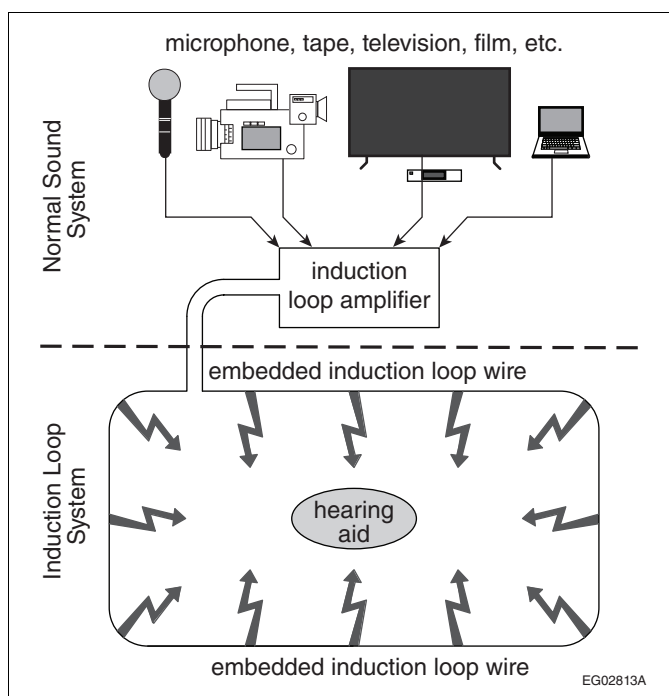 microphone, tape, television, film, etc.
Normal Sound
System
induction
loop amplifier
embedded induction loop wire
Induction Loop
System
hearing
aid
embedded induction loop wire
EG02813A